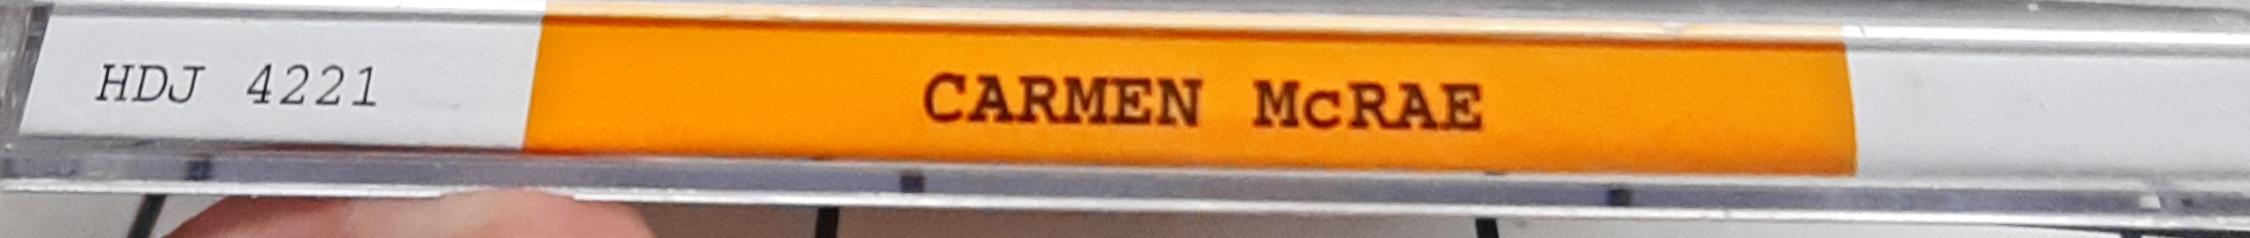 HDJ 4221 CARMEN McRAE